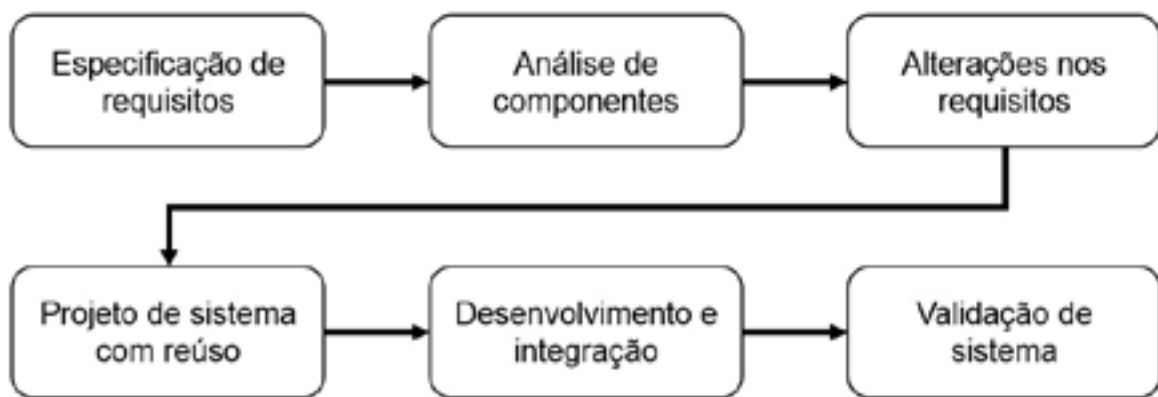 Especificação de
requisitos
Análise de
componentes
Alterações nos
requisitos
Projeto de sistema
com reúso
Desenvolvimento e
integração
Validação de
sistema